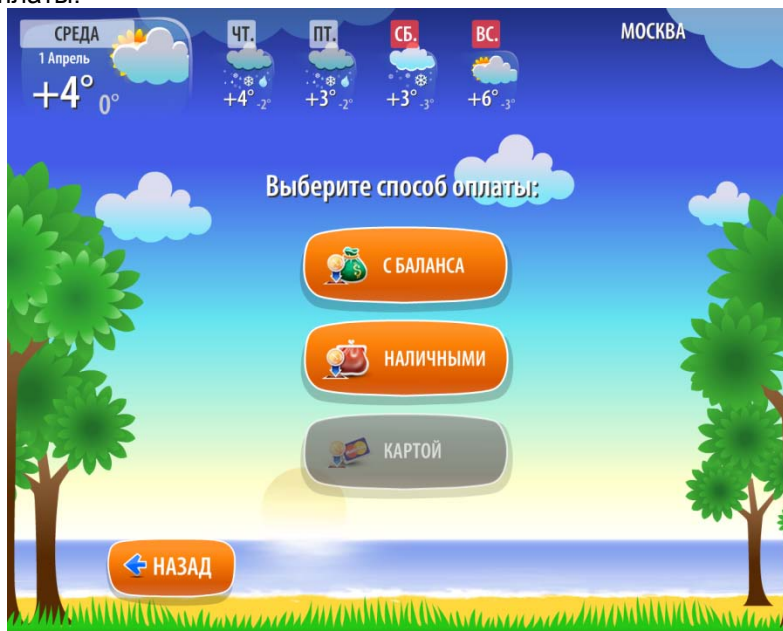 платы.
СРЕДА
1 Апрель
+4° 0°
ЧТ.
+4° -2°
ПТ.
+3° -2°
СБ.
+3° -3°
ВС.
+6° -3°
МОСКВА
Выберите способ оплаты:
С БАЛАНСА
НАЛИЧНЫМИ
КАРТОЙ
НАЗАД